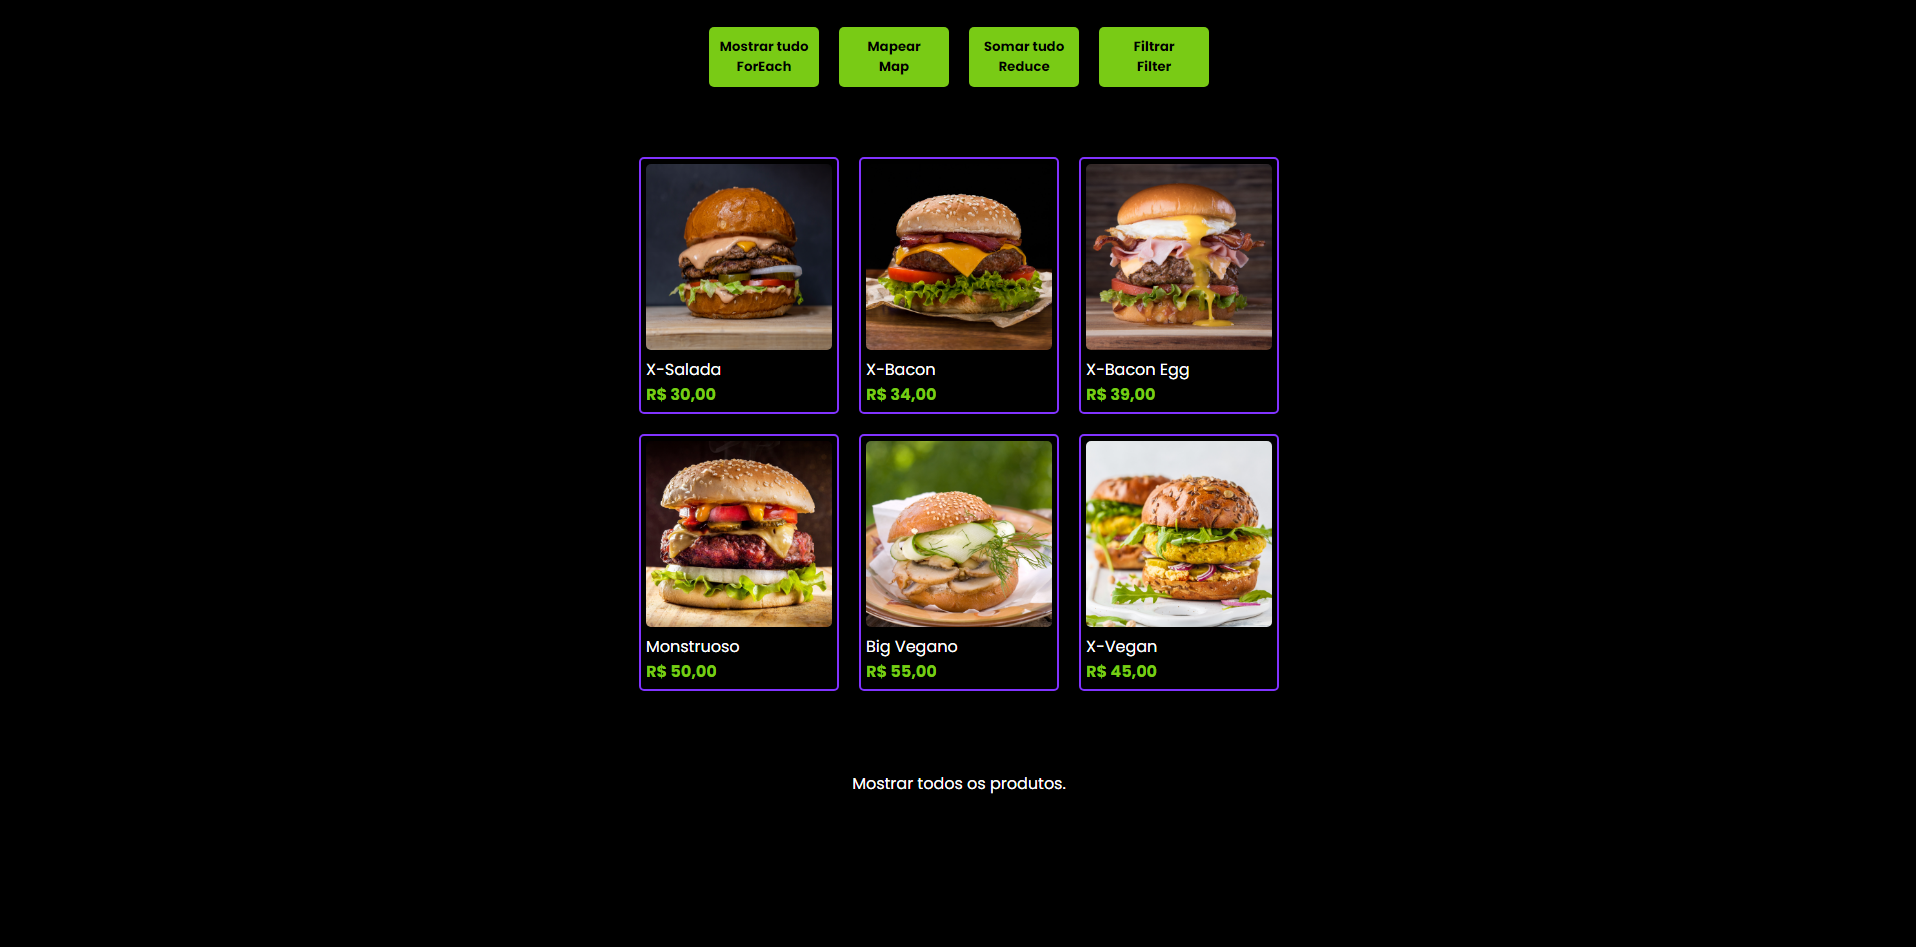 Mostrar tudo
ForEach
Mapear
Map
Somar tudo
Reduce
Filtrar
Filter
X-Salada
R$ 30,00
X-Bacon
R$ 34,00
X-Bacon Egg
R$ 39,00
Monstruoso
R$ 50,00
Big Vegano
R$ 55,00
X-Vegan
R$ 45,00
Mostrar todos os produtos.